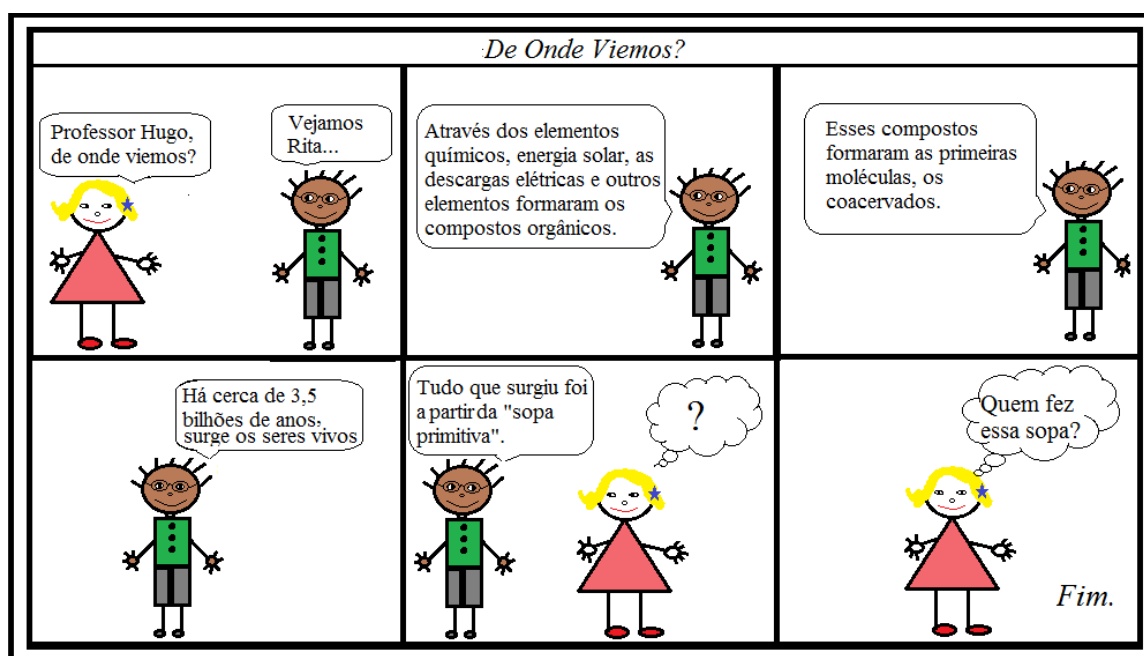 De Onde Viemos?
Professor Hugo,
de onde viemos?
Vejamos
Rita...
Através dos elementos
químicos, energia solar, as
descargas elétricas e outros
elementos formaram os
compostos orgânicos.
Esses compostos
formaram as primeiras
moléculas, os
coacervados.
Há cerca de 3,5
bilhões de anos,
surge os seres vivos
Tudo que surgiu foi
a partir da "sopa
primitiva".
?
Quem fez
essa sopa?
Fim.